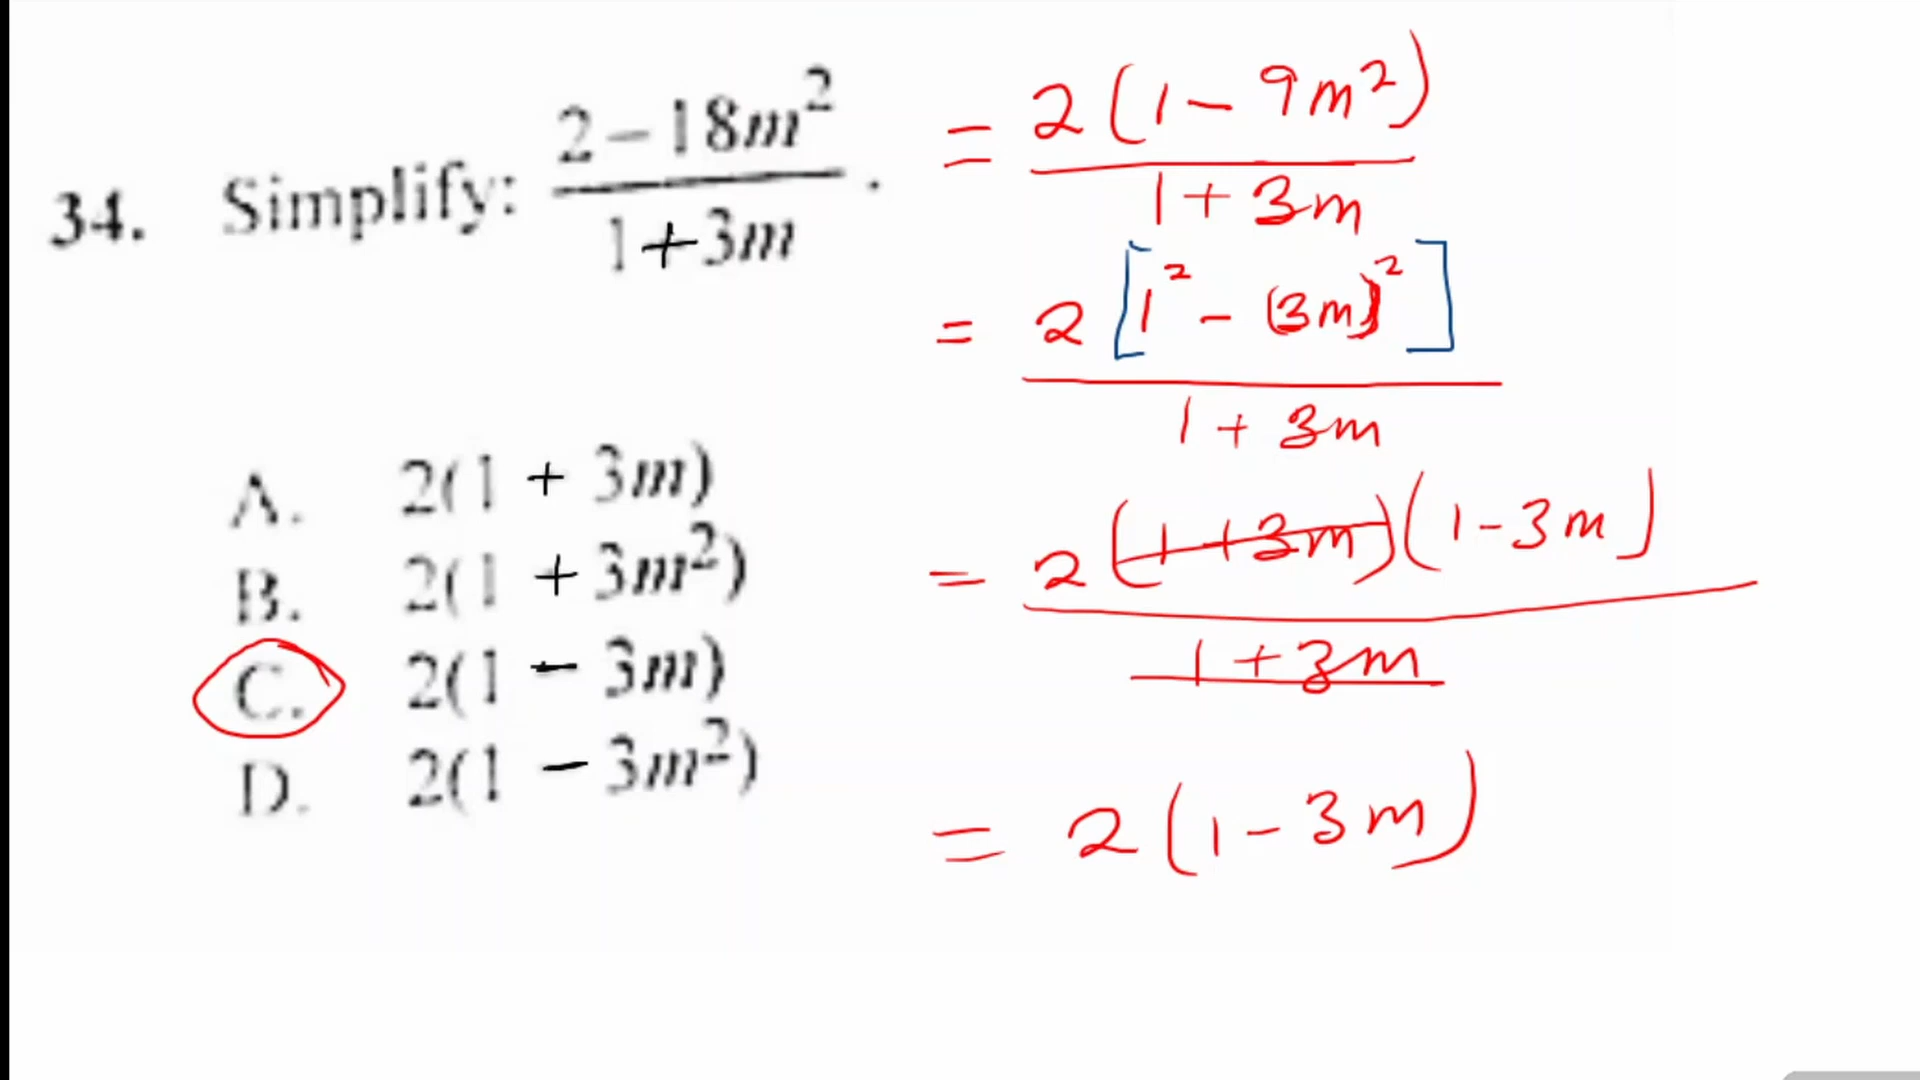 34. Simplify: (2 – 18m²)/(1+3m).
A. 2(1 + 3m)
B. 2(1 + 3m²)
C. 2(1 – 3m)
D. 2(1 – 3m²)
= 2(1 – 9m²)/(1 + 3m)
= 2[1² – (3m)²]/(1 + 3m)
= 2(1 + 3m)(1 – 3m)/(1 + 3m)
= 2(1 – 3m)